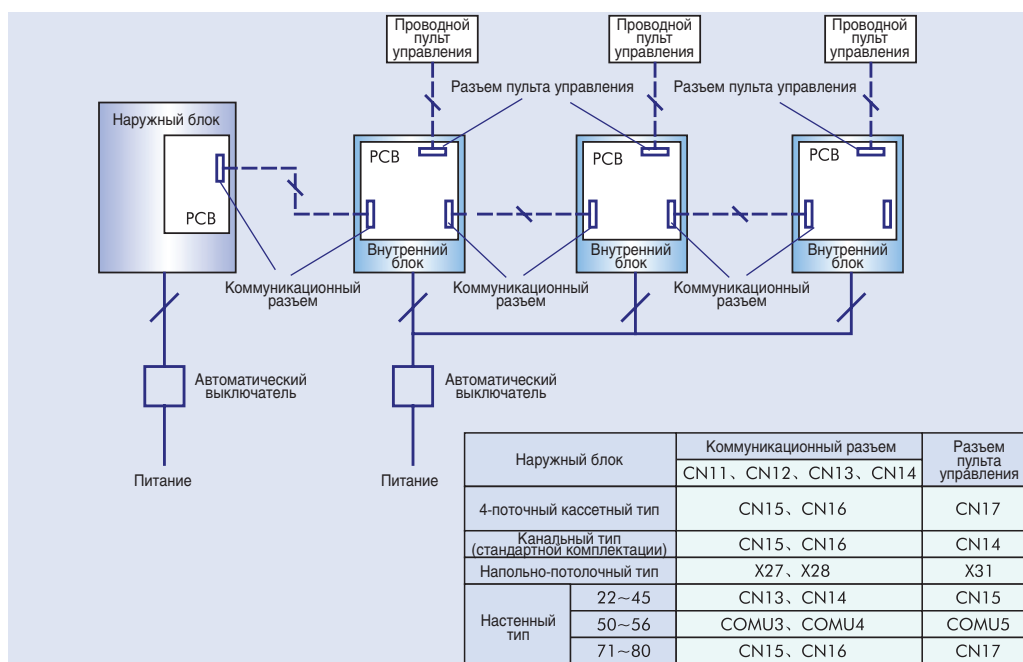 Проводной
пульт
управления
Проводной
пульт
управления
Проводной
пульт
управления
Разъем пульта управления
Разъем пульта управления
Наружный блок
PCB
PCB
PCB
PCB
Внутренний
блок
Внутренний
блок
Внутренний
блок
Коммуникационный
разъем
Коммуникационный
разъем
Коммуникационный
разъем
Автоматический
выключатель
Автоматический
выключатель
Питание
Питание
Наружный блок
Коммуникационный разъем
Разъем
пульта
управления
CN11、CN12、CN13、CN14
4-поточный кассетный тип
CN15、CN16
CN17
Канальный тип
(стандартной комплектации)
CN15、CN16
CN14
Напольно-потолочный тип
X27、X28
X31
Настенный
тип
22~45
CN13、CN14
CN15
50~56
COMU3、COMU4
COMU5
71~80
CN15、CN16
CN17